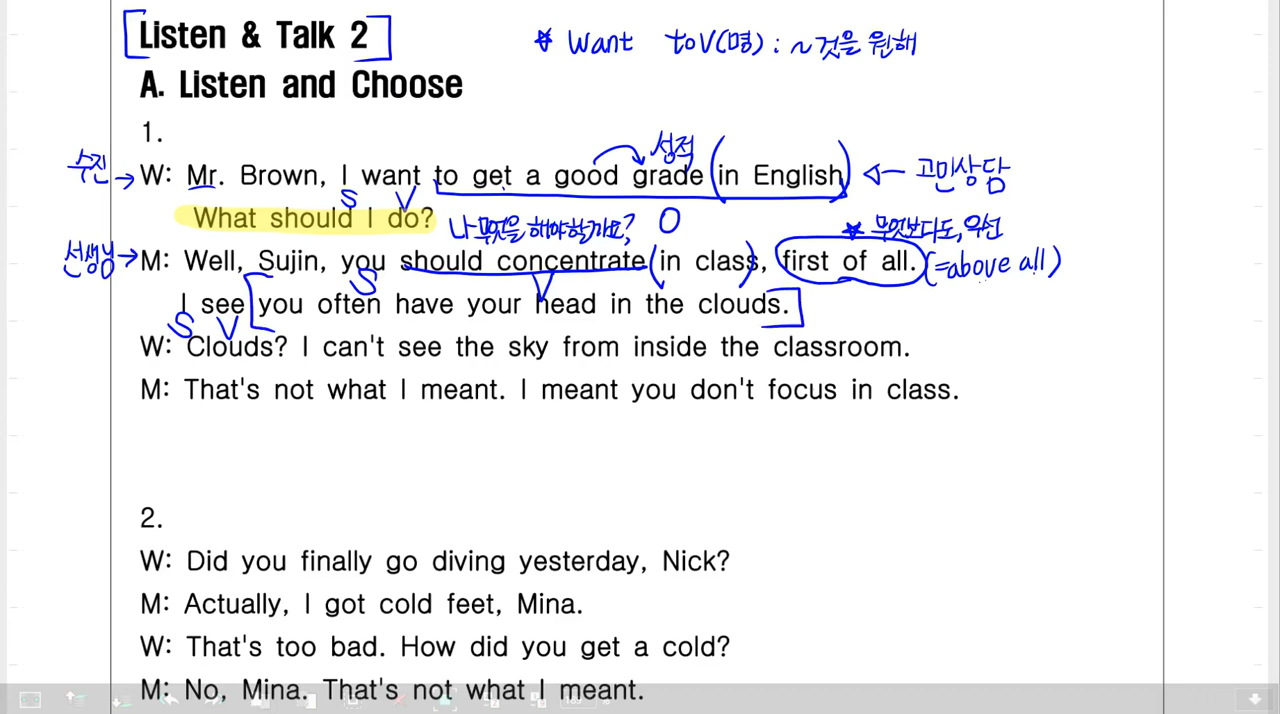 Listen & Talk 2
* Want toV(명) : ~것을 원해
A. Listen and Choose
1.
성적
수진 → W: Mr. Brown, I want to get a good grade (in English) ◁— 고민상담
S V
What should I do? 나 무엇을 해야할까요? O * 무엇보다도, 우선
선생님 → M: Well, Sujin, you should concentrate (in class), first of all. (=above all)
S V
I see [you often have your head in the clouds.]
S V
W: Clouds? I can't see the sky from inside the classroom.
M: That's not what I meant. I meant you don't focus in class.
2.
W: Did you finally go diving yesterday, Nick?
M: Actually, I got cold feet, Mina.
W: That's too bad. How did you get a cold?
M: No, Mina. That's not what I meant.